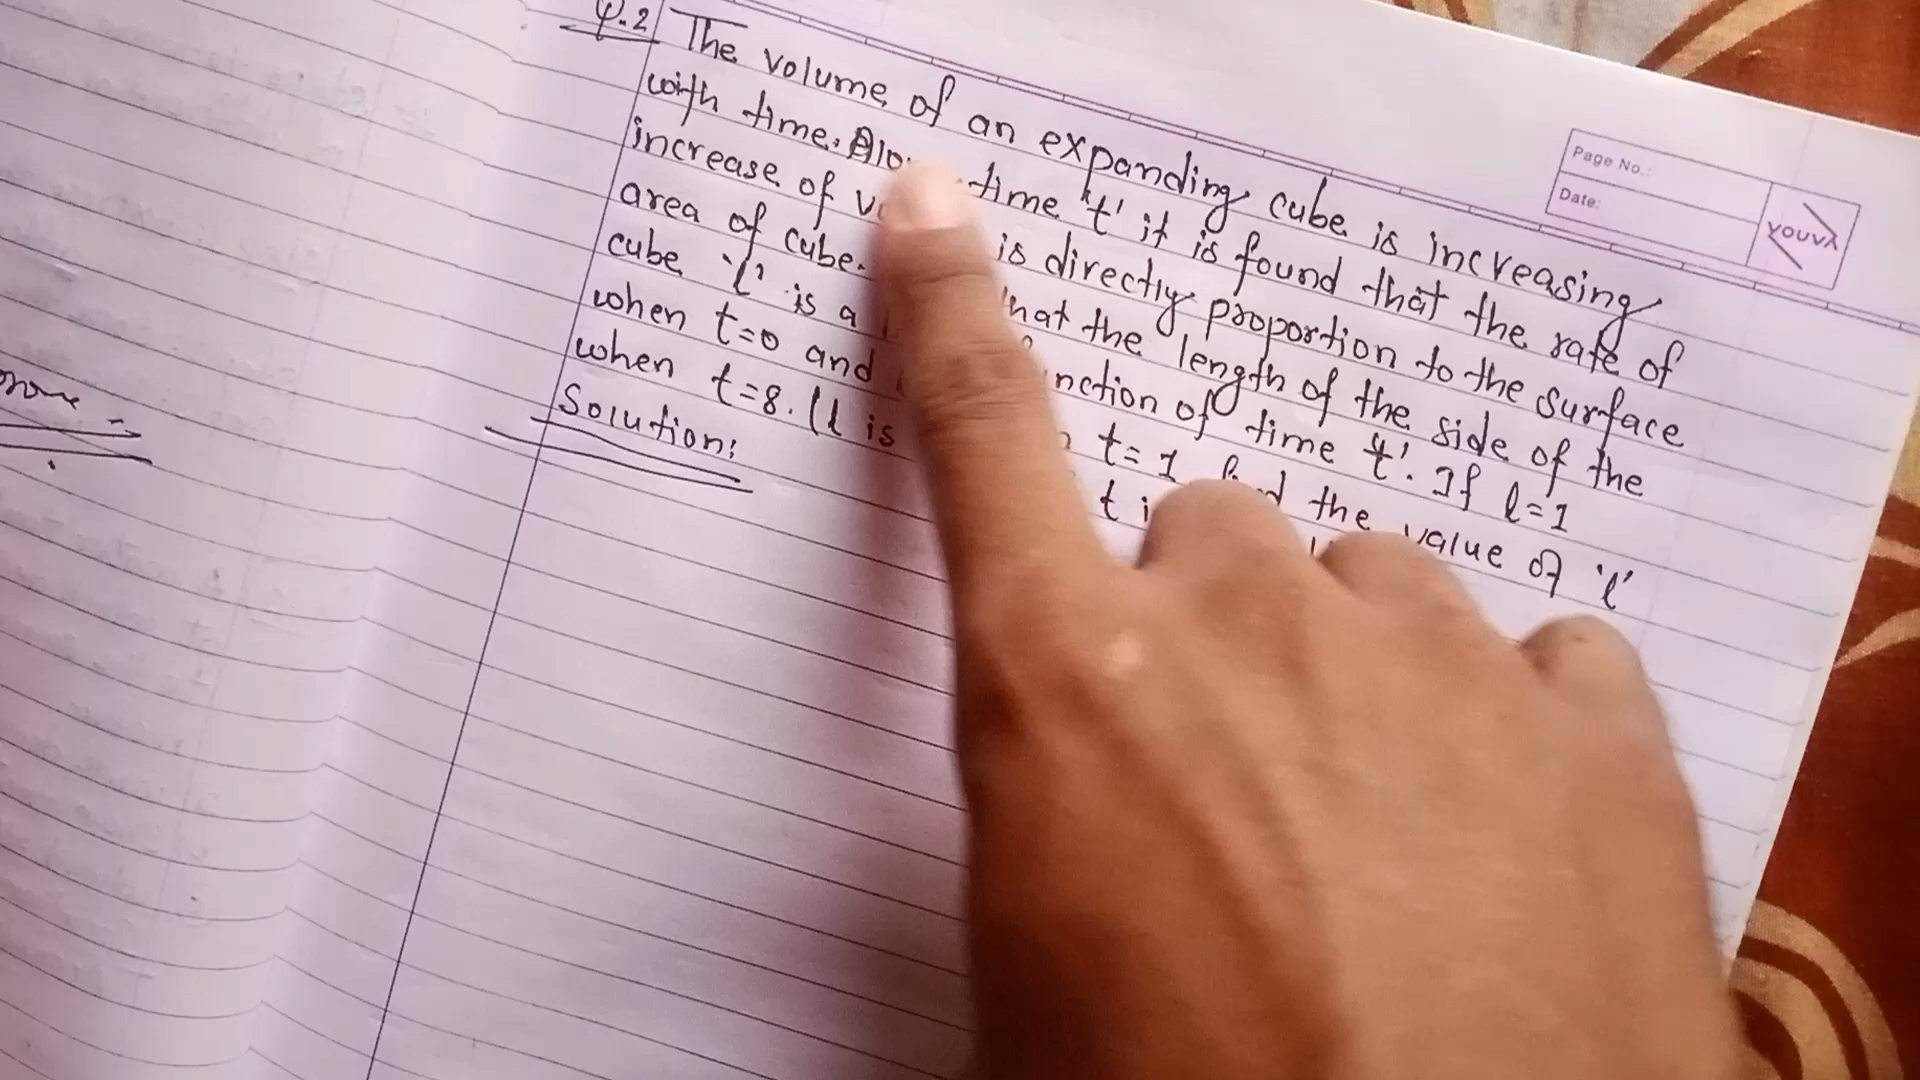 Q.2 The volume of an expanding cube is increasing
with time. time 't' it is found that the rate of
increase of is directly proportion to the surface
area of cube. that the length of the side of the
cube 'l' is a of time 't'. If l=1
when t=0 and t=1 find the value of 'l'
when t=8. (l is t
Solution:
Page No.:
Date:
YOUVA